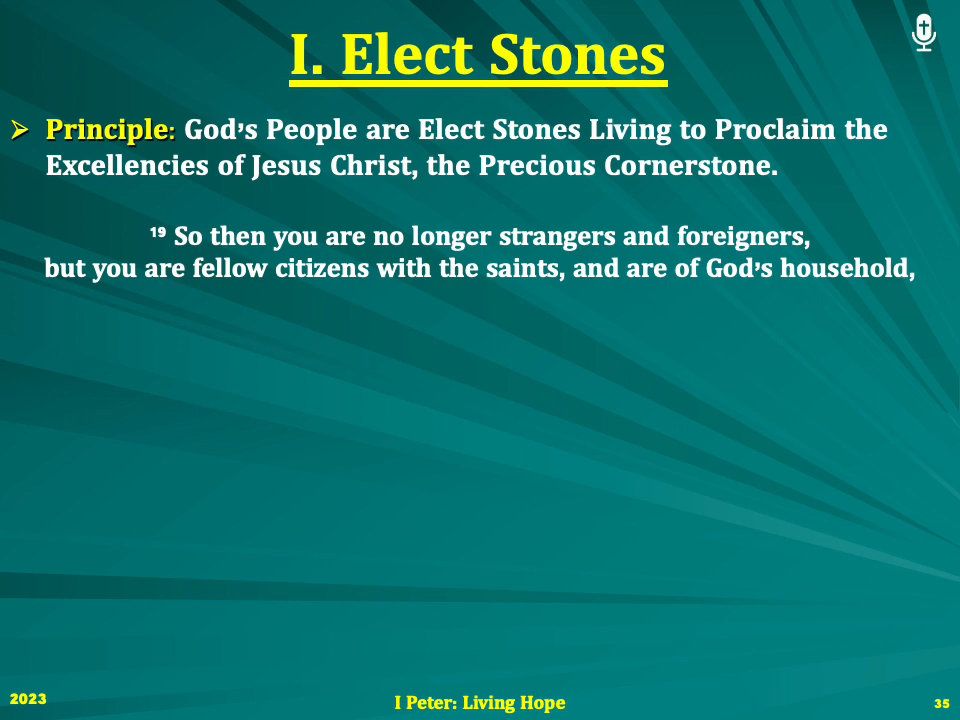 I. Elect Stones
➢ Principle: God's People are Elect Stones Living to Proclaim the
Excellencies of Jesus Christ, the Precious Cornerstone.
¹⁹ So then you are no longer strangers and foreigners,
but you are fellow citizens with the saints, and are of God's household,
2023
I Peter: Living Hope
35